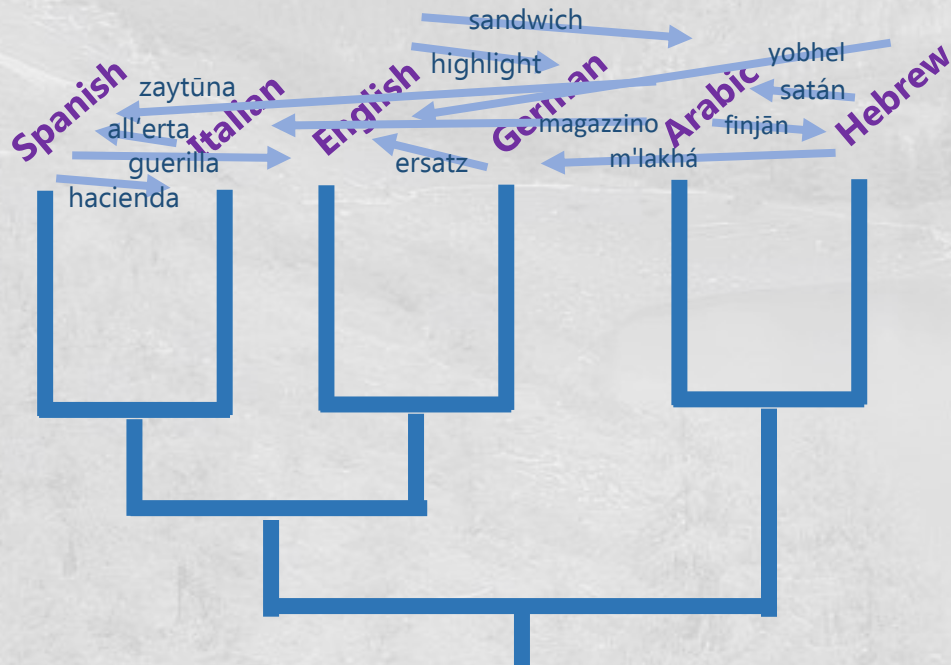 sandwich
highlight
yobhel
zaytūna
satán
all‘erta
magazzino
finjān
guerilla
ersatz
m'lakhá
hacienda
Spanish
Italian
English
German
Arabic
Hebrew